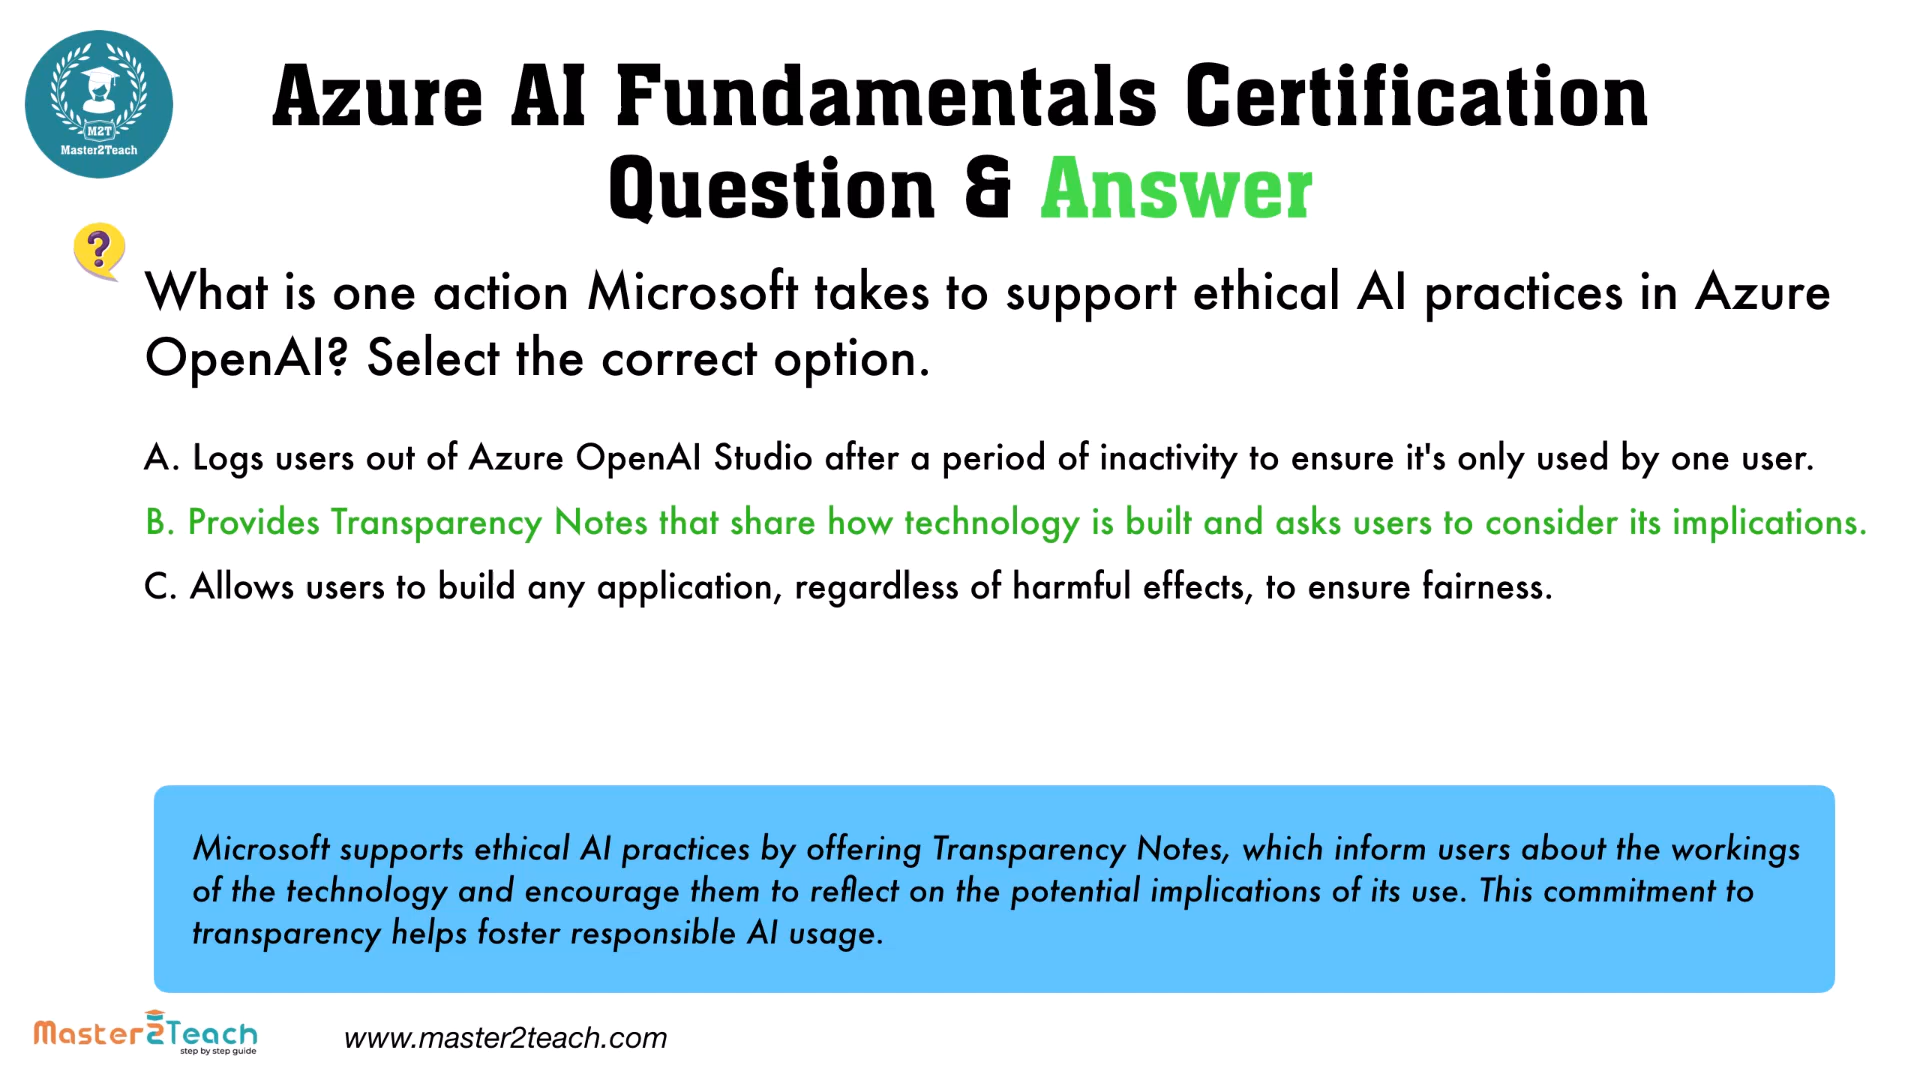 M2T
Master2Teach
Azure AI Fundamentals Certification
Question & Answer
?
What is one action Microsoft takes to support ethical AI practices in Azure
OpenAI? Select the correct option.
A. Logs users out of Azure OpenAI Studio after a period of inactivity to ensure it's only used by one user.
B. Provides Transparency Notes that share how technology is built and asks users to consider its implications.
C. Allows users to build any application, regardless of harmful effects, to ensure fairness.
Microsoft supports ethical AI practices by offering Transparency Notes, which inform users about the workings
of the technology and encourage them to reflect on the potential implications of its use. This commitment to
transparency helps foster responsible AI usage.
Master2Teach
step by step guide
www.master2teach.com